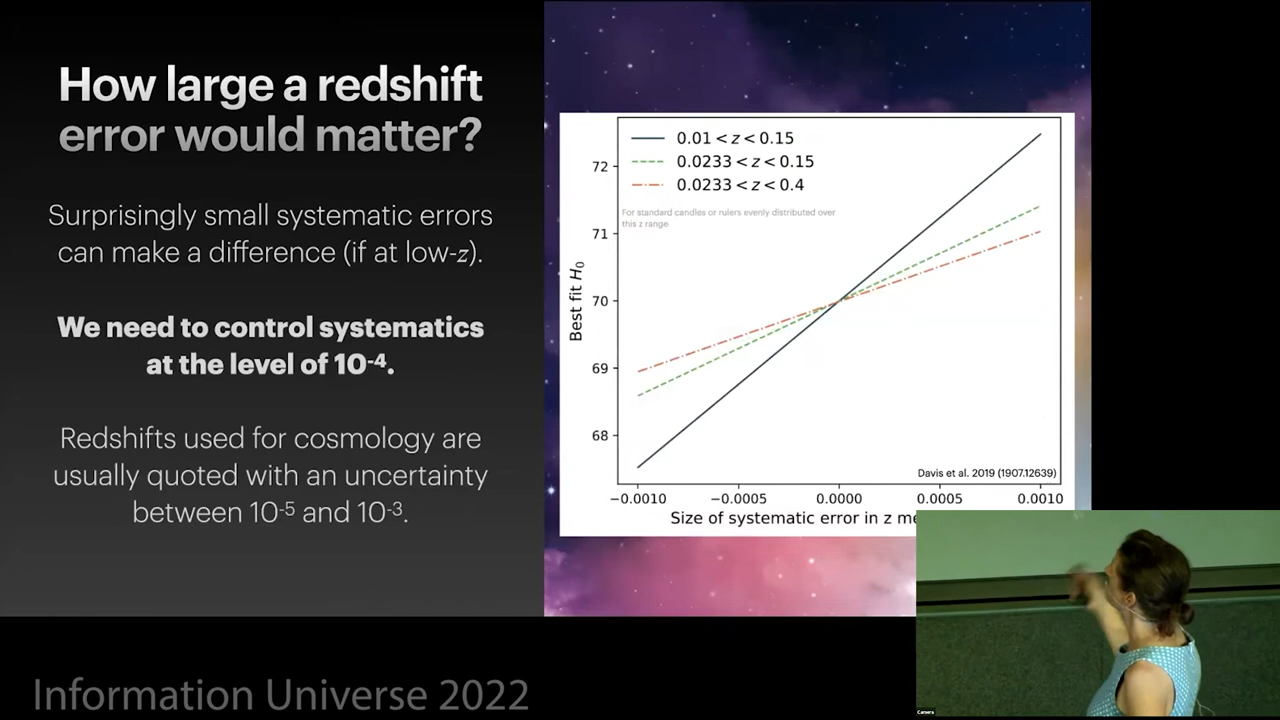 How large a redshift
error would matter?
Surprisingly small systematic errors
can make a difference (if at low-z).
We need to control systematics
at the level of 10⁻⁴.
Redshifts used for cosmology are
usually quoted with an uncertainty
between 10⁻⁵ and 10⁻³.
0.01 < z < 0.15
0.0233 < z < 0.15
0.0233 < z < 0.4
For standard candles or rulers evenly distributed over
this z range
Best fit H₀
72
71
70
69
68
Davis et al. 2019 (1907.12639)
−0.0010 −0.0005 0.0000 0.0005 0.0010
Size of systematic error in z me
Information Universe 2022
Camera